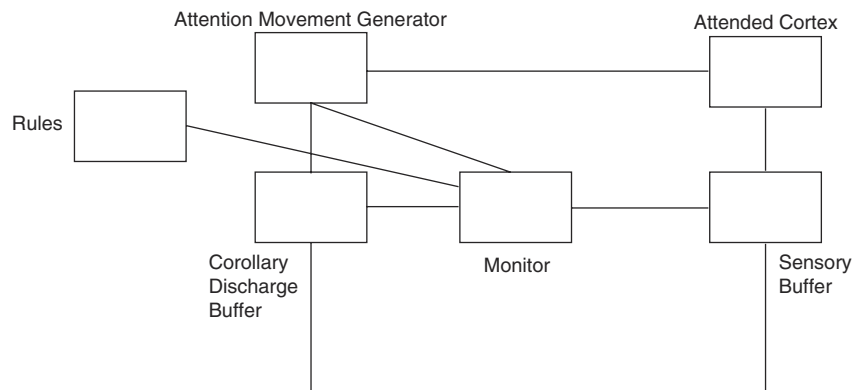 Attention Movement Generator
Attended Cortex
Rules
Corollary
Discharge
Buffer
Monitor
Sensory
Buffer